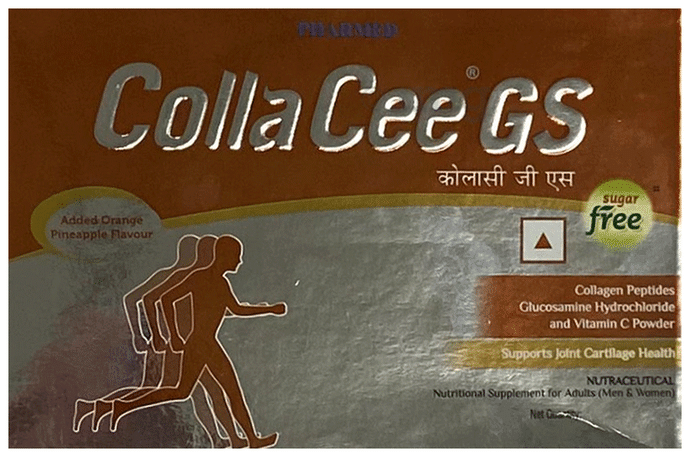 PHARMED
CollaCee® GS
कोलासी जी एस
sugar
free
Added Orange
Pineapple Flavour
Collagen Peptides
Glucosamine Hydrochloride
and Vitamin C Powder
Supports Joint Cartilage Health
NUTRACEUTICAL
Nutritional Supplement for Adults (Men & Women)
Net